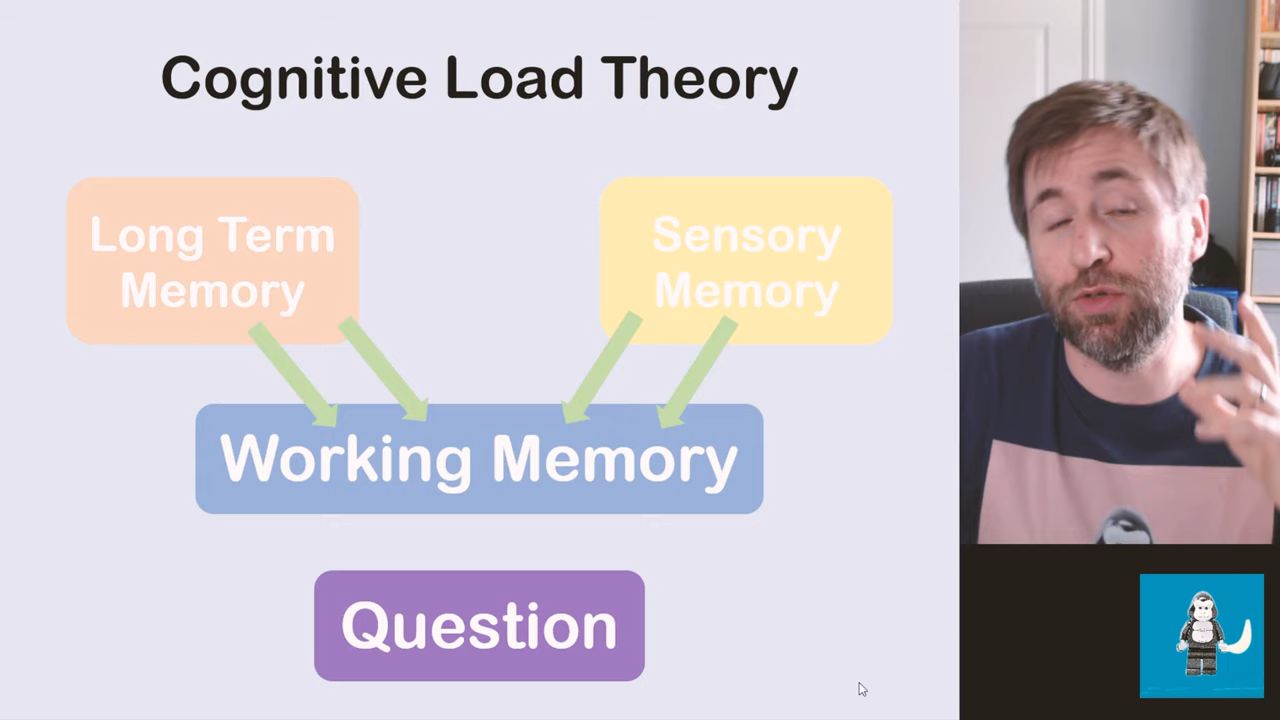 Cognitive Load Theory
Long Term
Memory
Sensory
Memory
Working Memory
Question